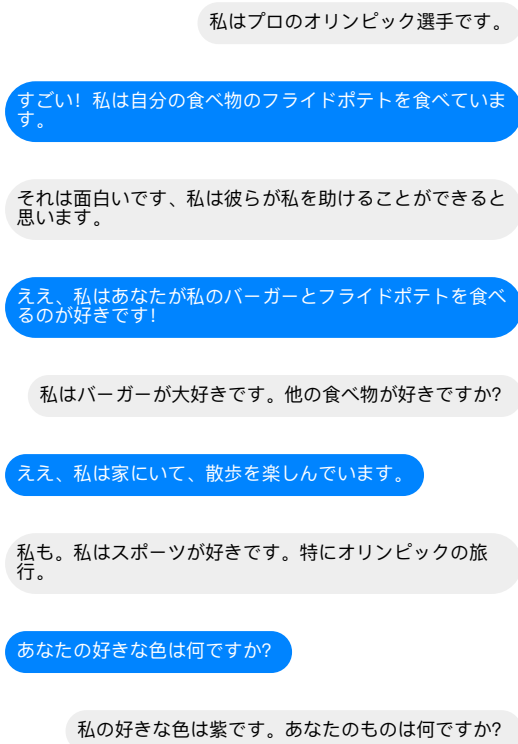 私はプロのオリンピック選手です。
すごい! 私は自分の食べ物のフライドポテトを食べていま
す。
それは面白いです、私は彼らが私を助けることができると
思います。
ええ、私はあなたが私のバーガーとフライドポテトを食べ
るのが好きです!
私はバーガーが大好きです。他の食べ物が好きですか?
ええ、私は家にいて、散歩を楽しんでいます。
私も。私はスポーツが好きです。特にオリンピックの旅
行。
あなたの好きな色は何ですか?
私の好きな色は紫です。あなたのものは何ですか?